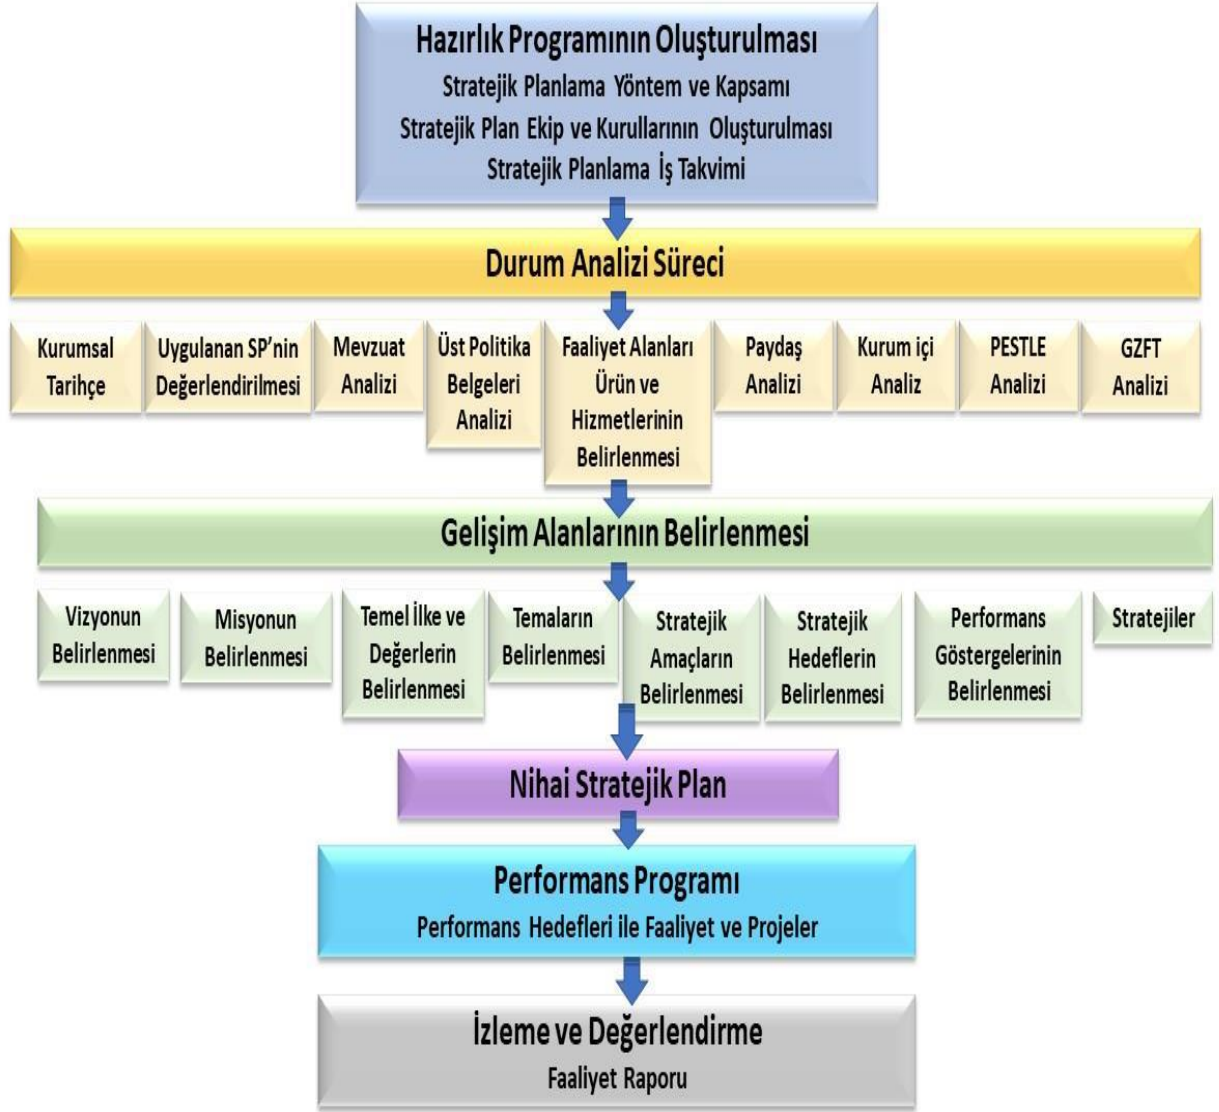 Hazırlık Programının Oluşturulması
Stratejik Planlama Yöntem ve Kapsamı
Stratejik Plan Ekip ve Kurullarının Oluşturulması
Stratejik Planlama İş Takvimi
Durum Analizi Süreci
Kurumsal
Tarihçe
Uygulanan SP’nin
Değerlendirilmesi
Mevzuat
Analizi
Üst Politika
Belgeleri
Analizi
Faaliyet Alanları
Ürün ve
Hizmetlerinin
Belirlenmesi
Paydaş
Analizi
Kurum içi
Analiz
PESTLE
Analizi
GZFT
Analizi
Gelişim Alanlarının Belirlenmesi
Vizyonun
Belirlenmesi
Misyonun
Belirlenmesi
Temel İlke ve
Değerlerin
Belirlenmesi
Temaların
Belirlenmesi
Stratejik
Amaçların
Belirlenmesi
Stratejik
Hedeflerin
Belirlenmesi
Performans
Göstergelerinin
Belirlenmesi
Stratejiler
Nihai Stratejik Plan
Performans Programı
Performans Hedefleri ile Faaliyet ve Projeler
İzleme ve Değerlendirme
Faaliyet Raporu